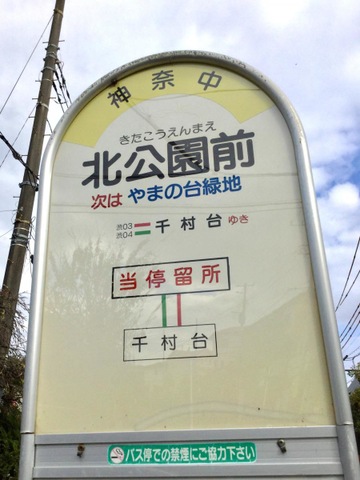 神奈中
きたこうえんまえ
北公園前
次は やまの台緑地
渋03
渋04
千村台 ゆき
当停留所
千村台
バス停での禁煙にご協力下さい